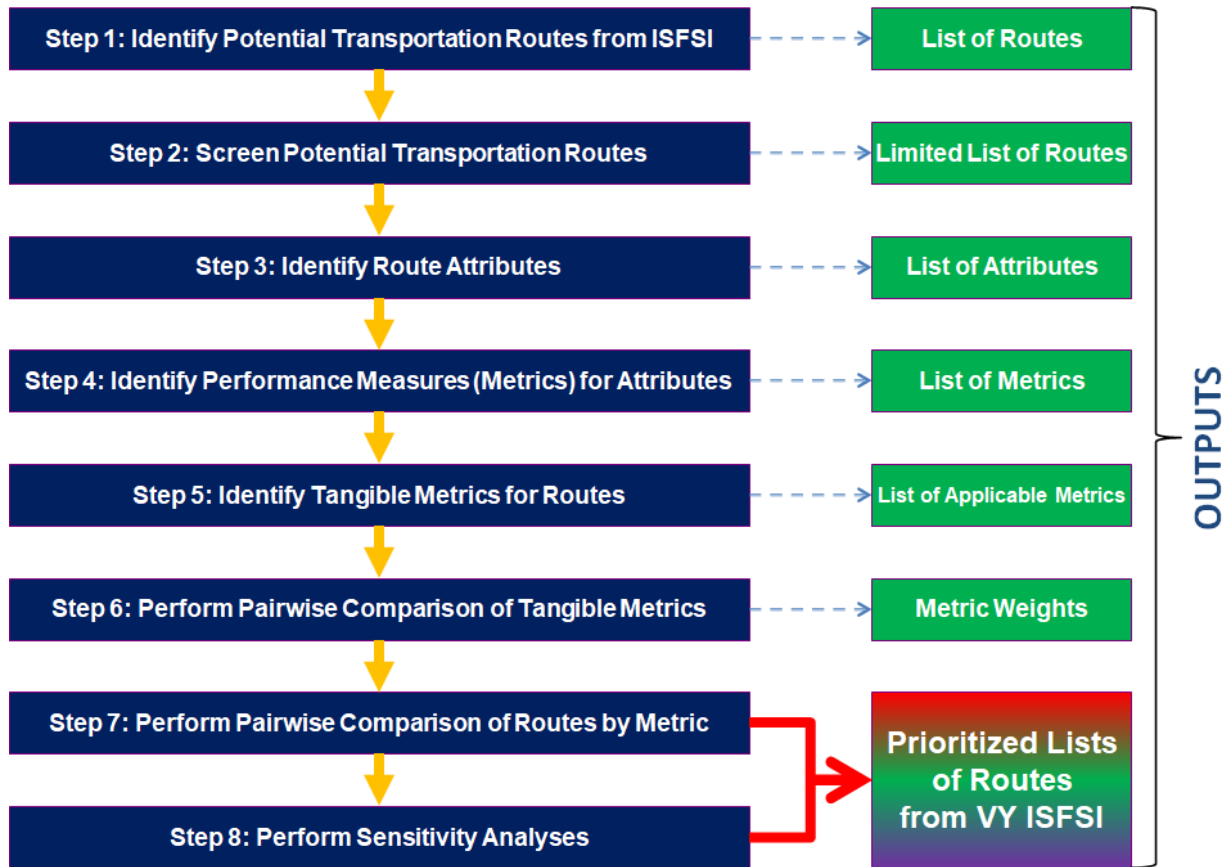 Step 1: Identify Potential Transportation Routes from ISFSI
List of Routes
Step 2: Screen Potential Transportation Routes
Limited List of Routes
Step 3: Identify Route Attributes
List of Attributes
Step 4: Identify Performance Measures (Metrics) for Attributes
List of Metrics
Step 5: Identify Tangible Metrics for Routes
List of Applicable Metrics
Step 6: Perform Pairwise Comparison of Tangible Metrics
Metric Weights
Step 7: Perform Pairwise Comparison of Routes by Metric
Step 8: Perform Sensitivity Analyses
Prioritized Lists
of Routes
from VY ISFSI
OUTPUTS